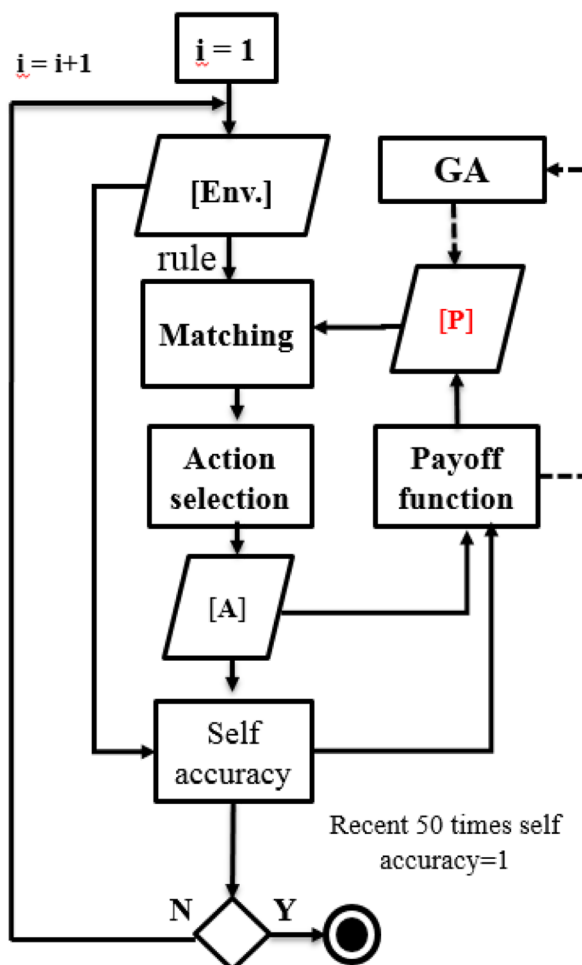 i = 1
i = i+1
[Env.]
GA
rule
[P]
Matching
Action
selection
Payoff
function
[A]
Self
accuracy
Recent 50 times self
accuracy=1
N
Y